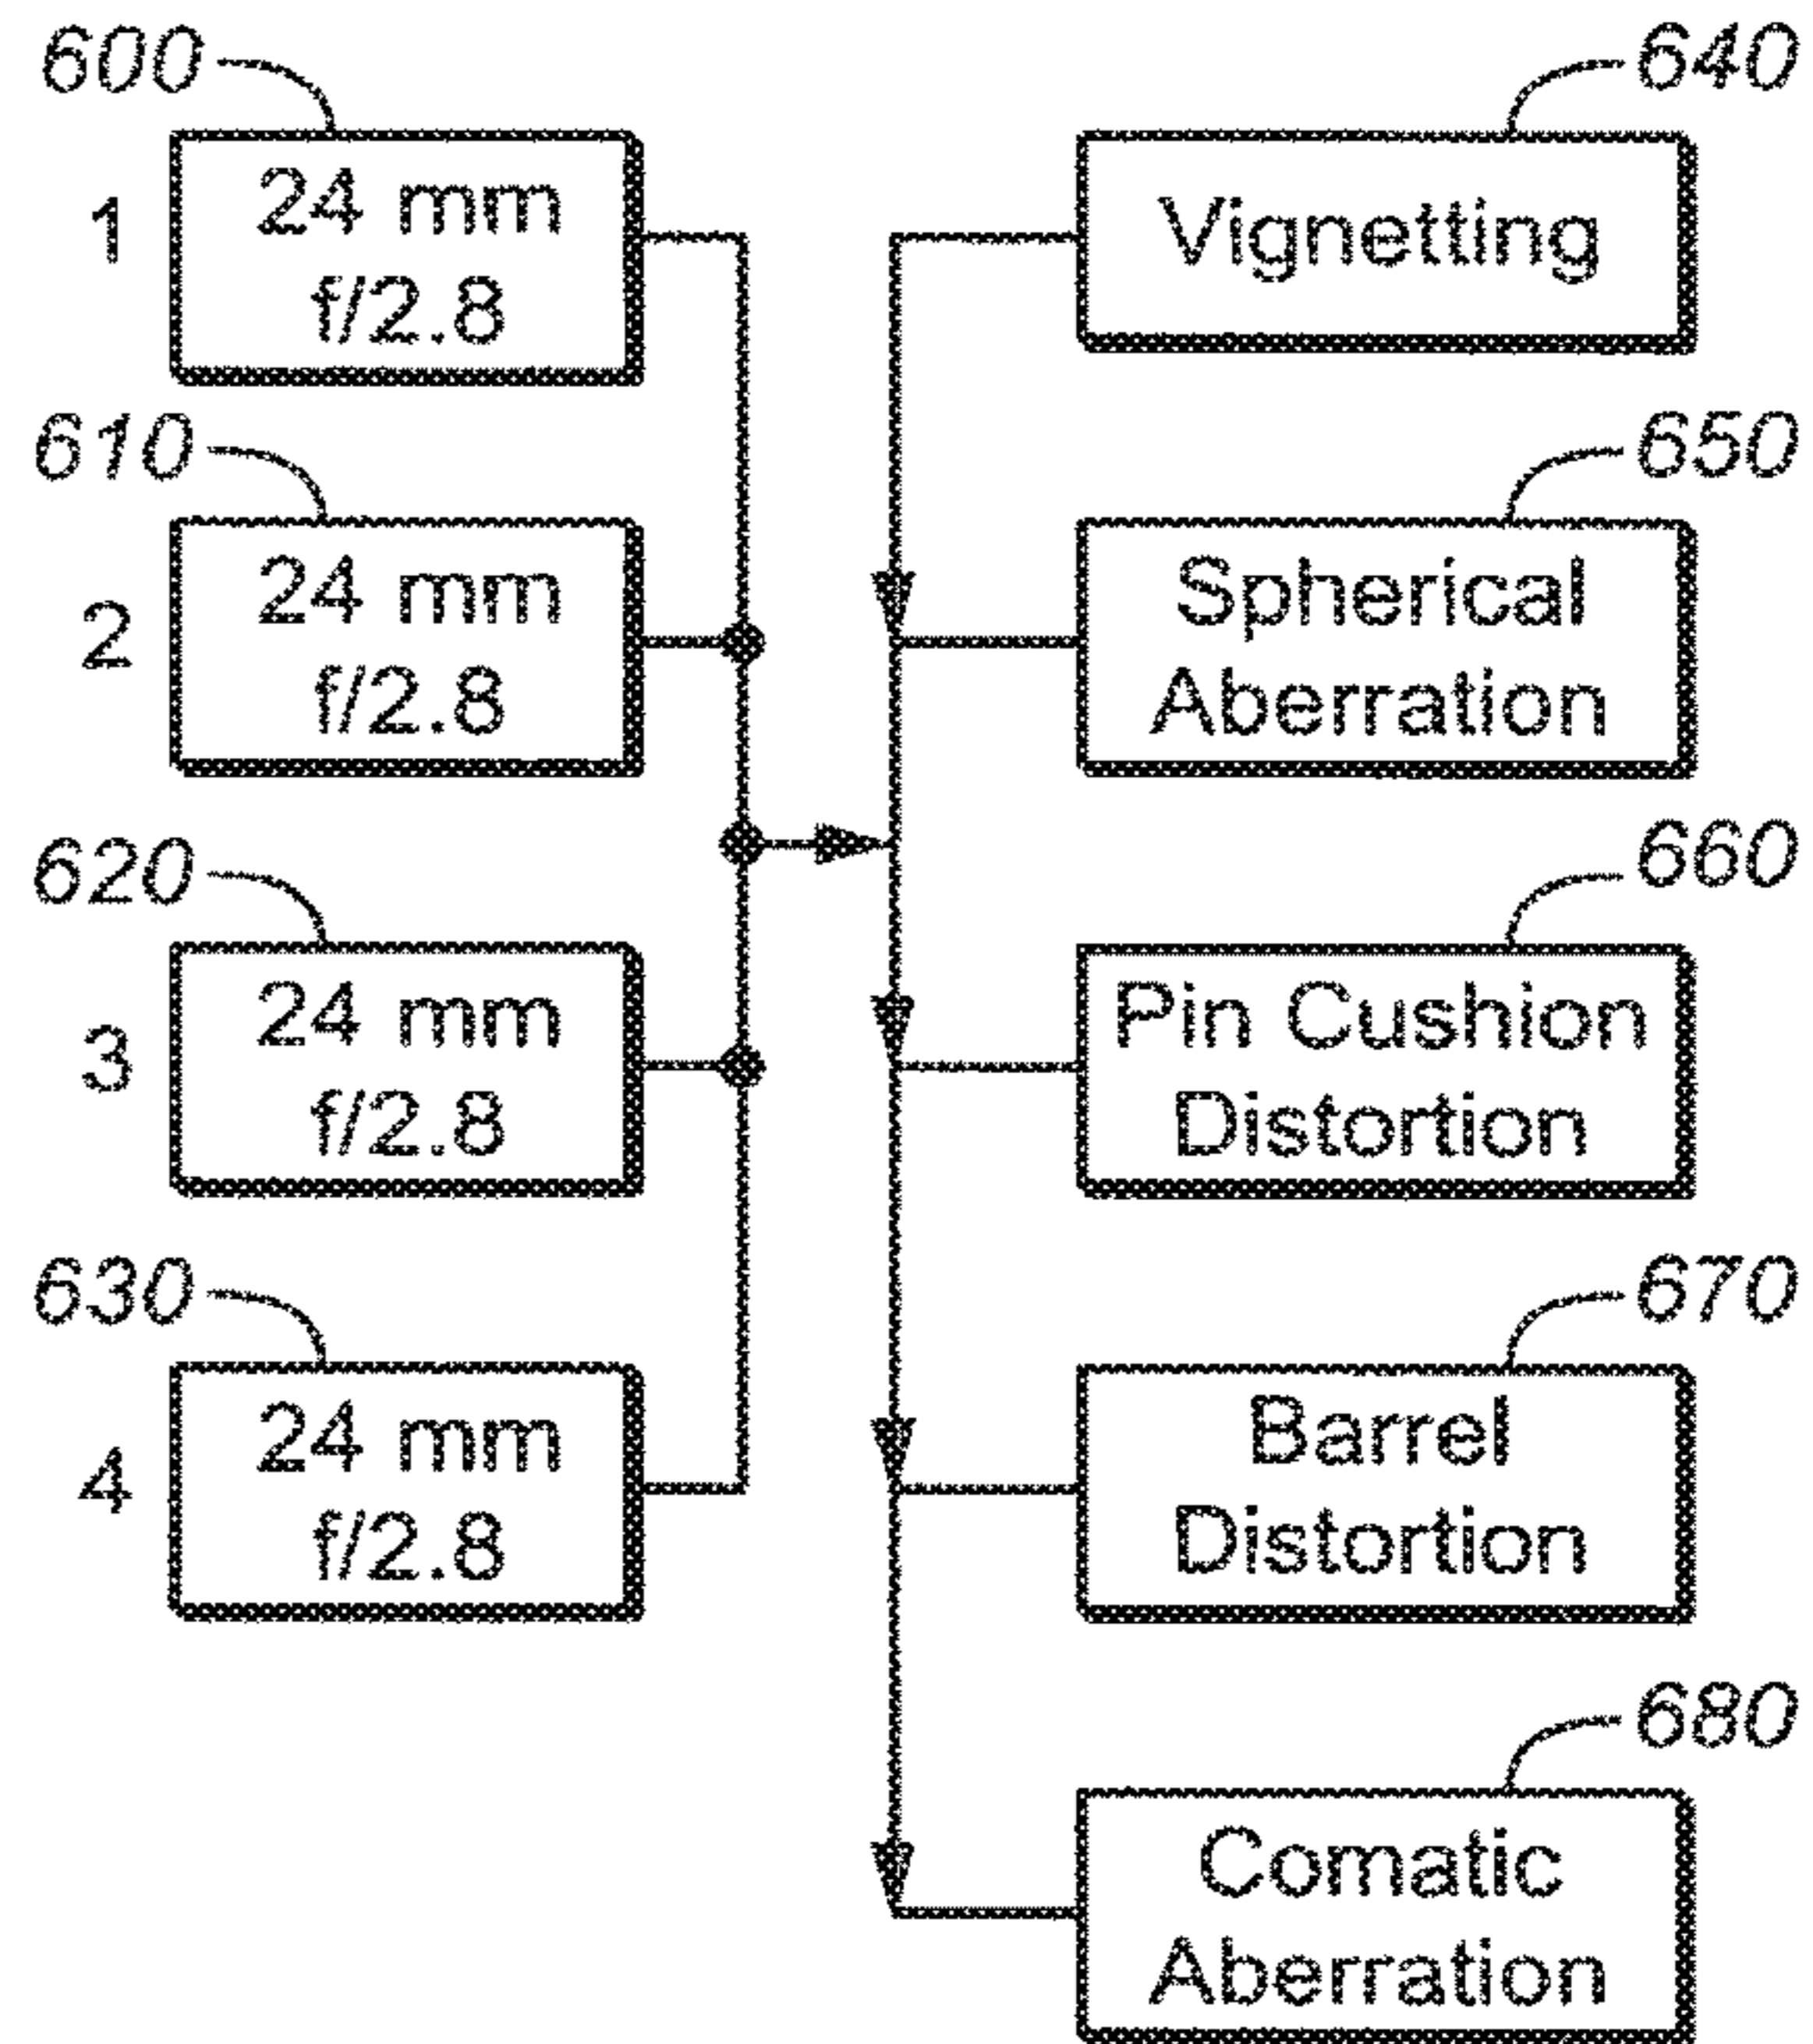 600
640
1
24 mm
f/2.8
Vignetting
610
650
2
24 mm
f/2.8
Spherical
Aberration
620
660
3
24 mm
f/2.8
Pin Cushion
Distortion
630
670
4
24 mm
f/2.8
Barrel
Distortion
680
Comatic
Aberration